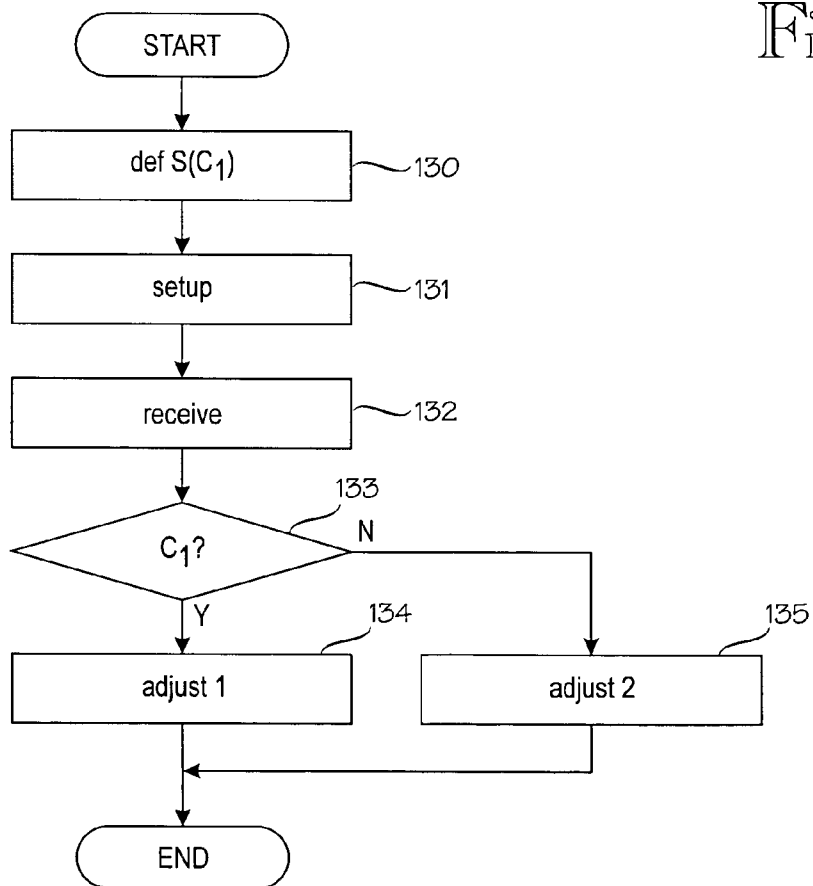 START
def S(C₁)
130
setup
131
receive
132
133
C₁?
N
Y
134
135
adjust 1
adjust 2
END